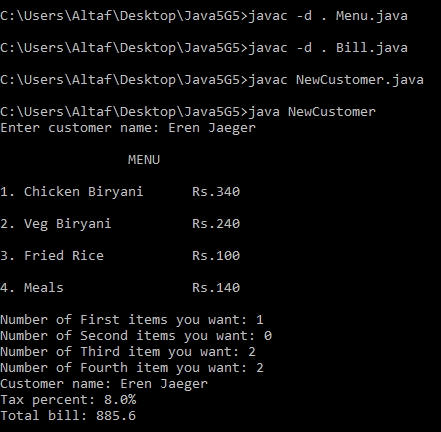 C:\Users\Altaf\Desktop\Java5G5>javac -d . Menu.java
C:\Users\Altaf\Desktop\Java5G5>javac -d . Bill.java
C:\Users\Altaf\Desktop\Java5G5>javac NewCustomer.java
C:\Users\Altaf\Desktop\Java5G5>java NewCustomer
Enter customer name: Eren Jaeger
MENU
1. Chicken Biryani Rs.340
2. Veg Biryani Rs.240
3. Fried Rice Rs.100
4. Meals Rs.140
Number of First items you want: 1
Number of Second items you want: 0
Number of Third item you want: 2
Number of Fourth item you want: 2
Customer name: Eren Jaeger
Tax percent: 8.0%
Total bill: 885.6